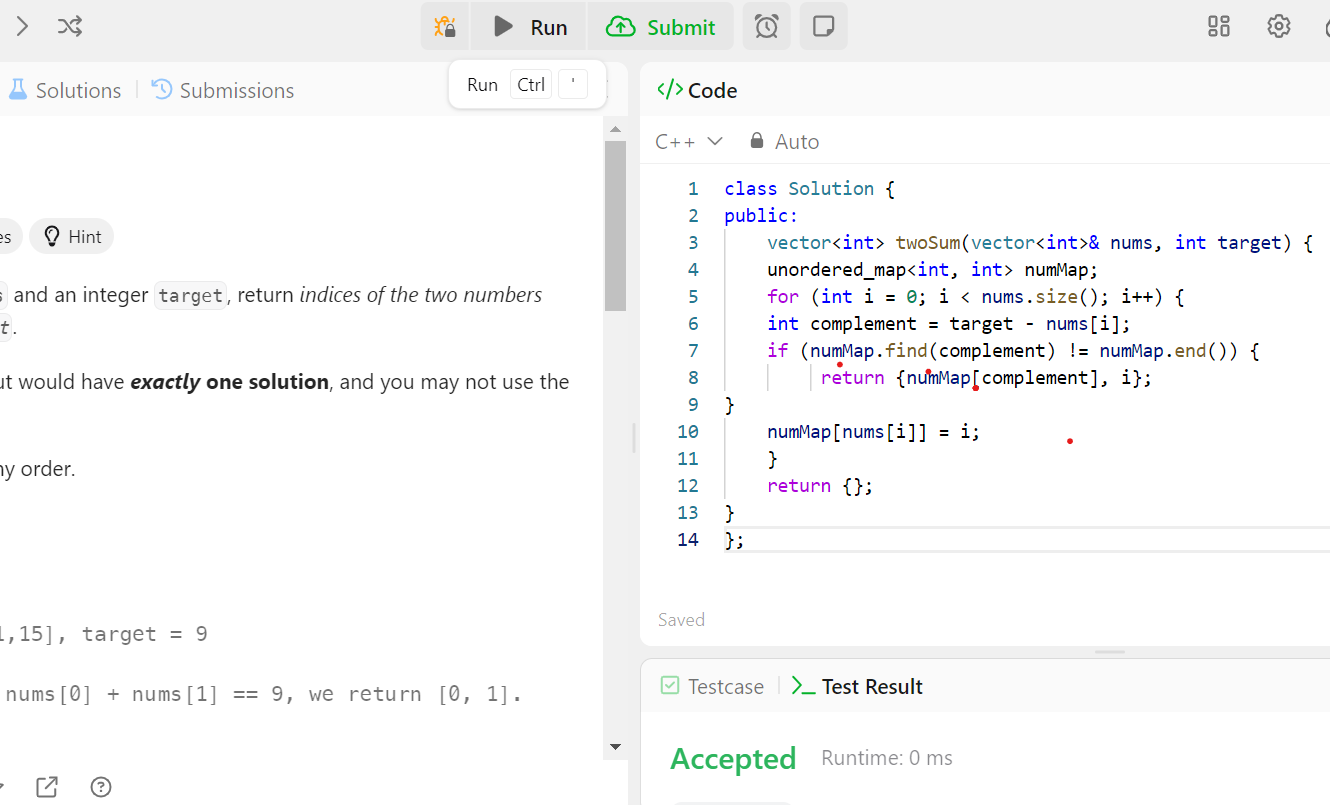 Run
Submit
Solutions
Submissions
Run Ctrl '
es
Hint
s and an integer target, return indices of the two numbers
t.
ut would have exactly one solution, and you may not use the
ny order.
1,15], target = 9
nums[0] + nums[1] == 9, we return [0, 1].
</> Code
C++
Auto
1 class Solution {
2 public:
3     vector<int> twoSum(vector<int>& nums, int target) {
4     unordered_map<int, int> numMap;
5     for (int i = 0; i < nums.size(); i++) {
6     int complement = target - nums[i];
7     if (numMap.find(complement) != numMap.end()) {
8          return {numMap[complement], i};
9 }
10     numMap[nums[i]] = i;
11     }
12     return {};
13 }
14 };
Saved
Testcase
Test Result
Accepted
Runtime: 0 ms